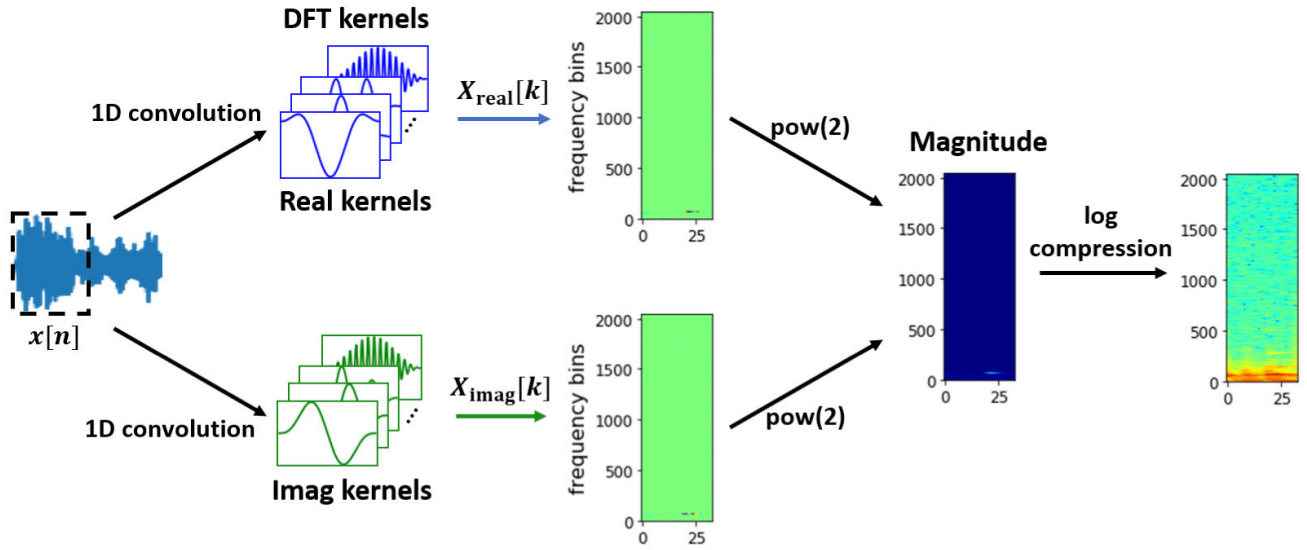 DFT kernels
1D convolution
Real kernels
X_real[k]
frequency bins
2000
1500
1000
500
0
0 25
pow(2)
x[n]
1D convolution
Imag kernels
X_imag[k]
frequency bins
2000
1500
1000
500
0
0 25
pow(2)
Magnitude
2000
1500
1000
500
0
0 25
log
compression
2000
1500
1000
500
0
0 25